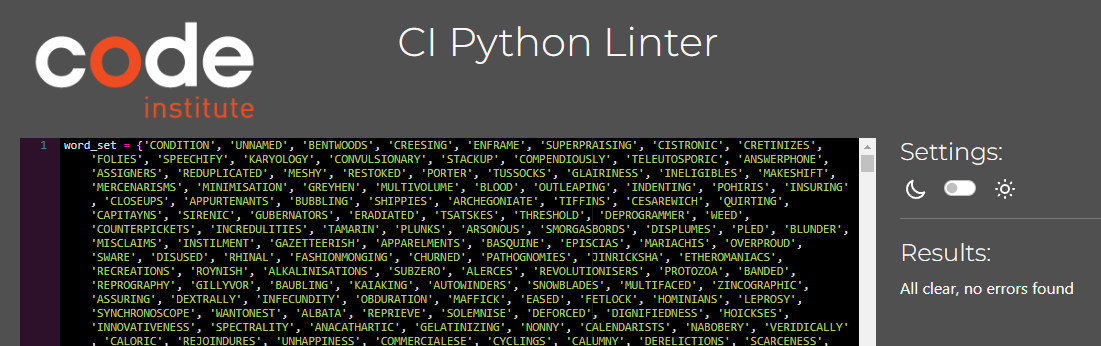 code
institute
CI Python Linter
1
word_set = {'CONDITION', 'UNNAMED', 'BENTWOODS', 'CREESING', 'ENFRAME', 'SUPERPRAISING', 'CISTRONIC', 'CRETINIZES',
'FOLIES', 'SPEECHIFY', 'KARYOLOGY', 'CONVULSIONARY', 'STACKUP', 'COMPENDIOUSLY', 'TELEUTOSPORIC', 'ANSWERPHONE',
'ASSIGNERS', 'REDUPLICATED', 'MESHY', 'RESTOKED', 'PORTER', 'TUSSOCKS', 'GLAIRINESS', 'INELIGIBLES', 'MAKESHIFT',
'MERCENARISMS', 'MINIMISATION', 'GREYHEN', 'MULTIVOLUME', 'BLOOD', 'OUTLEAPING', 'INDENTING', 'POHIRIS', 'INSURING'
, 'CLOSEUPS', 'APPURTENANTS', 'BUBBLING', 'SHIPPIES', 'ARCHEGONIATE', 'TIFFINS', 'CESAREWICH', 'QUIRTING',
'CAPITAYNS', 'SIRENIC', 'GUBERNATORS', 'ERADIATED', 'TSATSKES', 'THRESHOLD', 'DEPROGRAMMER', 'WEED',
'COUNTERPICKETS', 'INCREDULITIES', 'TAMARIN', 'PLUNKS', 'ARSONOUS', 'SMORGASBORDS', 'DISPLUMES', 'PLED', 'BLUNDER',
'MISCLAIMS', 'INSTILMENT', 'GAZETTEERISH', 'APPARELMENTS', 'BASQUINE', 'EPISCIAS', 'MARIACHIS', 'OVERPROUD',
'SWARE', 'DISUSED', 'RHINAL', 'FASHIONMONGING', 'CHURNED', 'PATHOGNOMIES', 'JINRICKSHA', 'ETHEROMANIACS',
'RECREATIONS', 'ROYNISH', 'ALKALINISATIONS', 'SUBZERO', 'ALERCES', 'REVOLUTIONISERS', 'PROTOZOA', 'BANDED',
'REPROGRAPHY', 'GILLYVOR', 'BAUBLING', 'KAIAKING', 'AUTOWINDERS', 'SNOWBLADES', 'MULTIFACED', 'ZINCOGRAPHIC',
'ASSURING', 'DEXTRALLY', 'INFECUNDITY', 'OBDURATION', 'MAFFICK', 'EASED', 'FETLOCK', 'HOMINIANS', 'LEPROSY',
'SYNCHRONOSCOPE', 'WANTONEST', 'ALBATA', 'REPRIEVE', 'SOLEMNISE', 'DEFORCED', 'DIGNIFIEDNESS', 'HOICKSES',
'INNOVATIVENESS', 'SPECTRALITY', 'ANACATHARTIC', 'GELATINIZING', 'NONNY', 'CALENDARISTS', 'NABOBERY', 'VERIDICALLY'
, 'CALORIC', 'REJOINDURES', 'UNHAPPINESS', 'COMMERCIALESE', 'CYCLINGS', 'CALUMNY', 'DERELICTIONS', 'SCARCENESS',
Settings:
Results:
All clear, no errors found